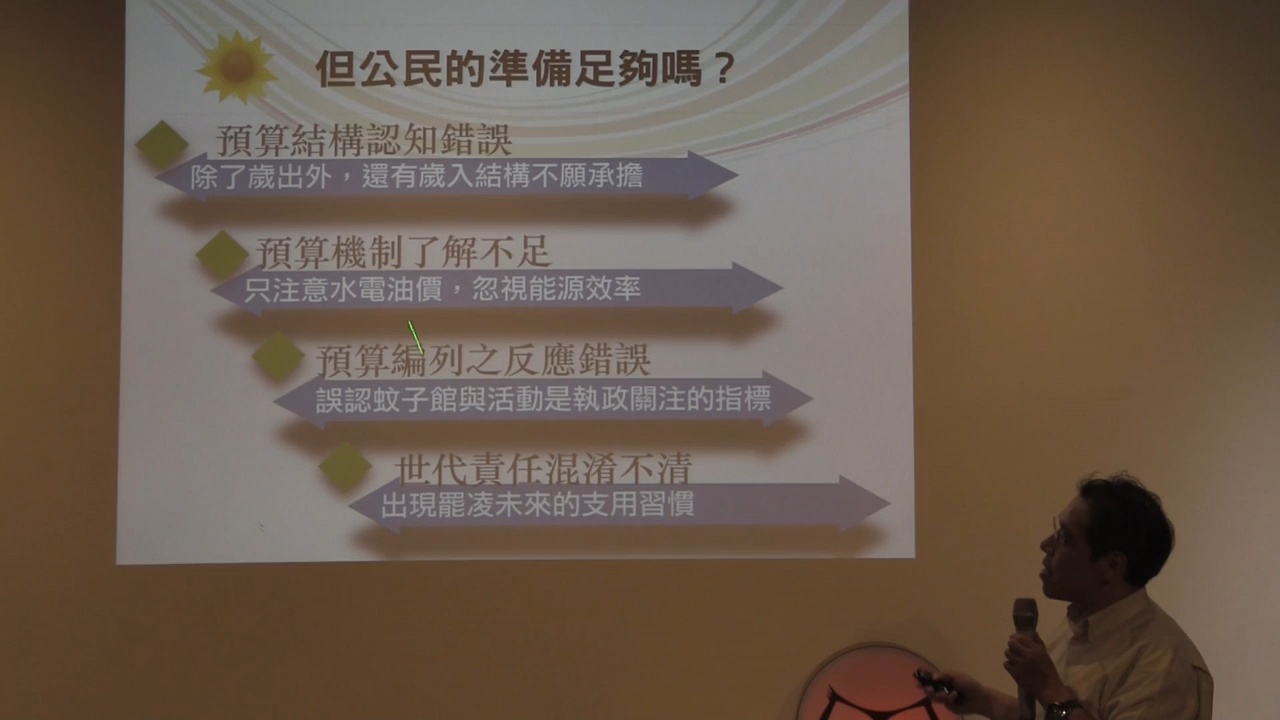 但公民的準備足夠嗎？
預算結構認知錯誤
除了歲出外，還有歲入結構不願承擔
預算機制了解不足
只注意水電油價，忽視能源效率
預算編列之反應錯誤
誤認蚊子館與活動是執政關注的指標
世代責任混淆不清
出現罷凌未來的支用習慣